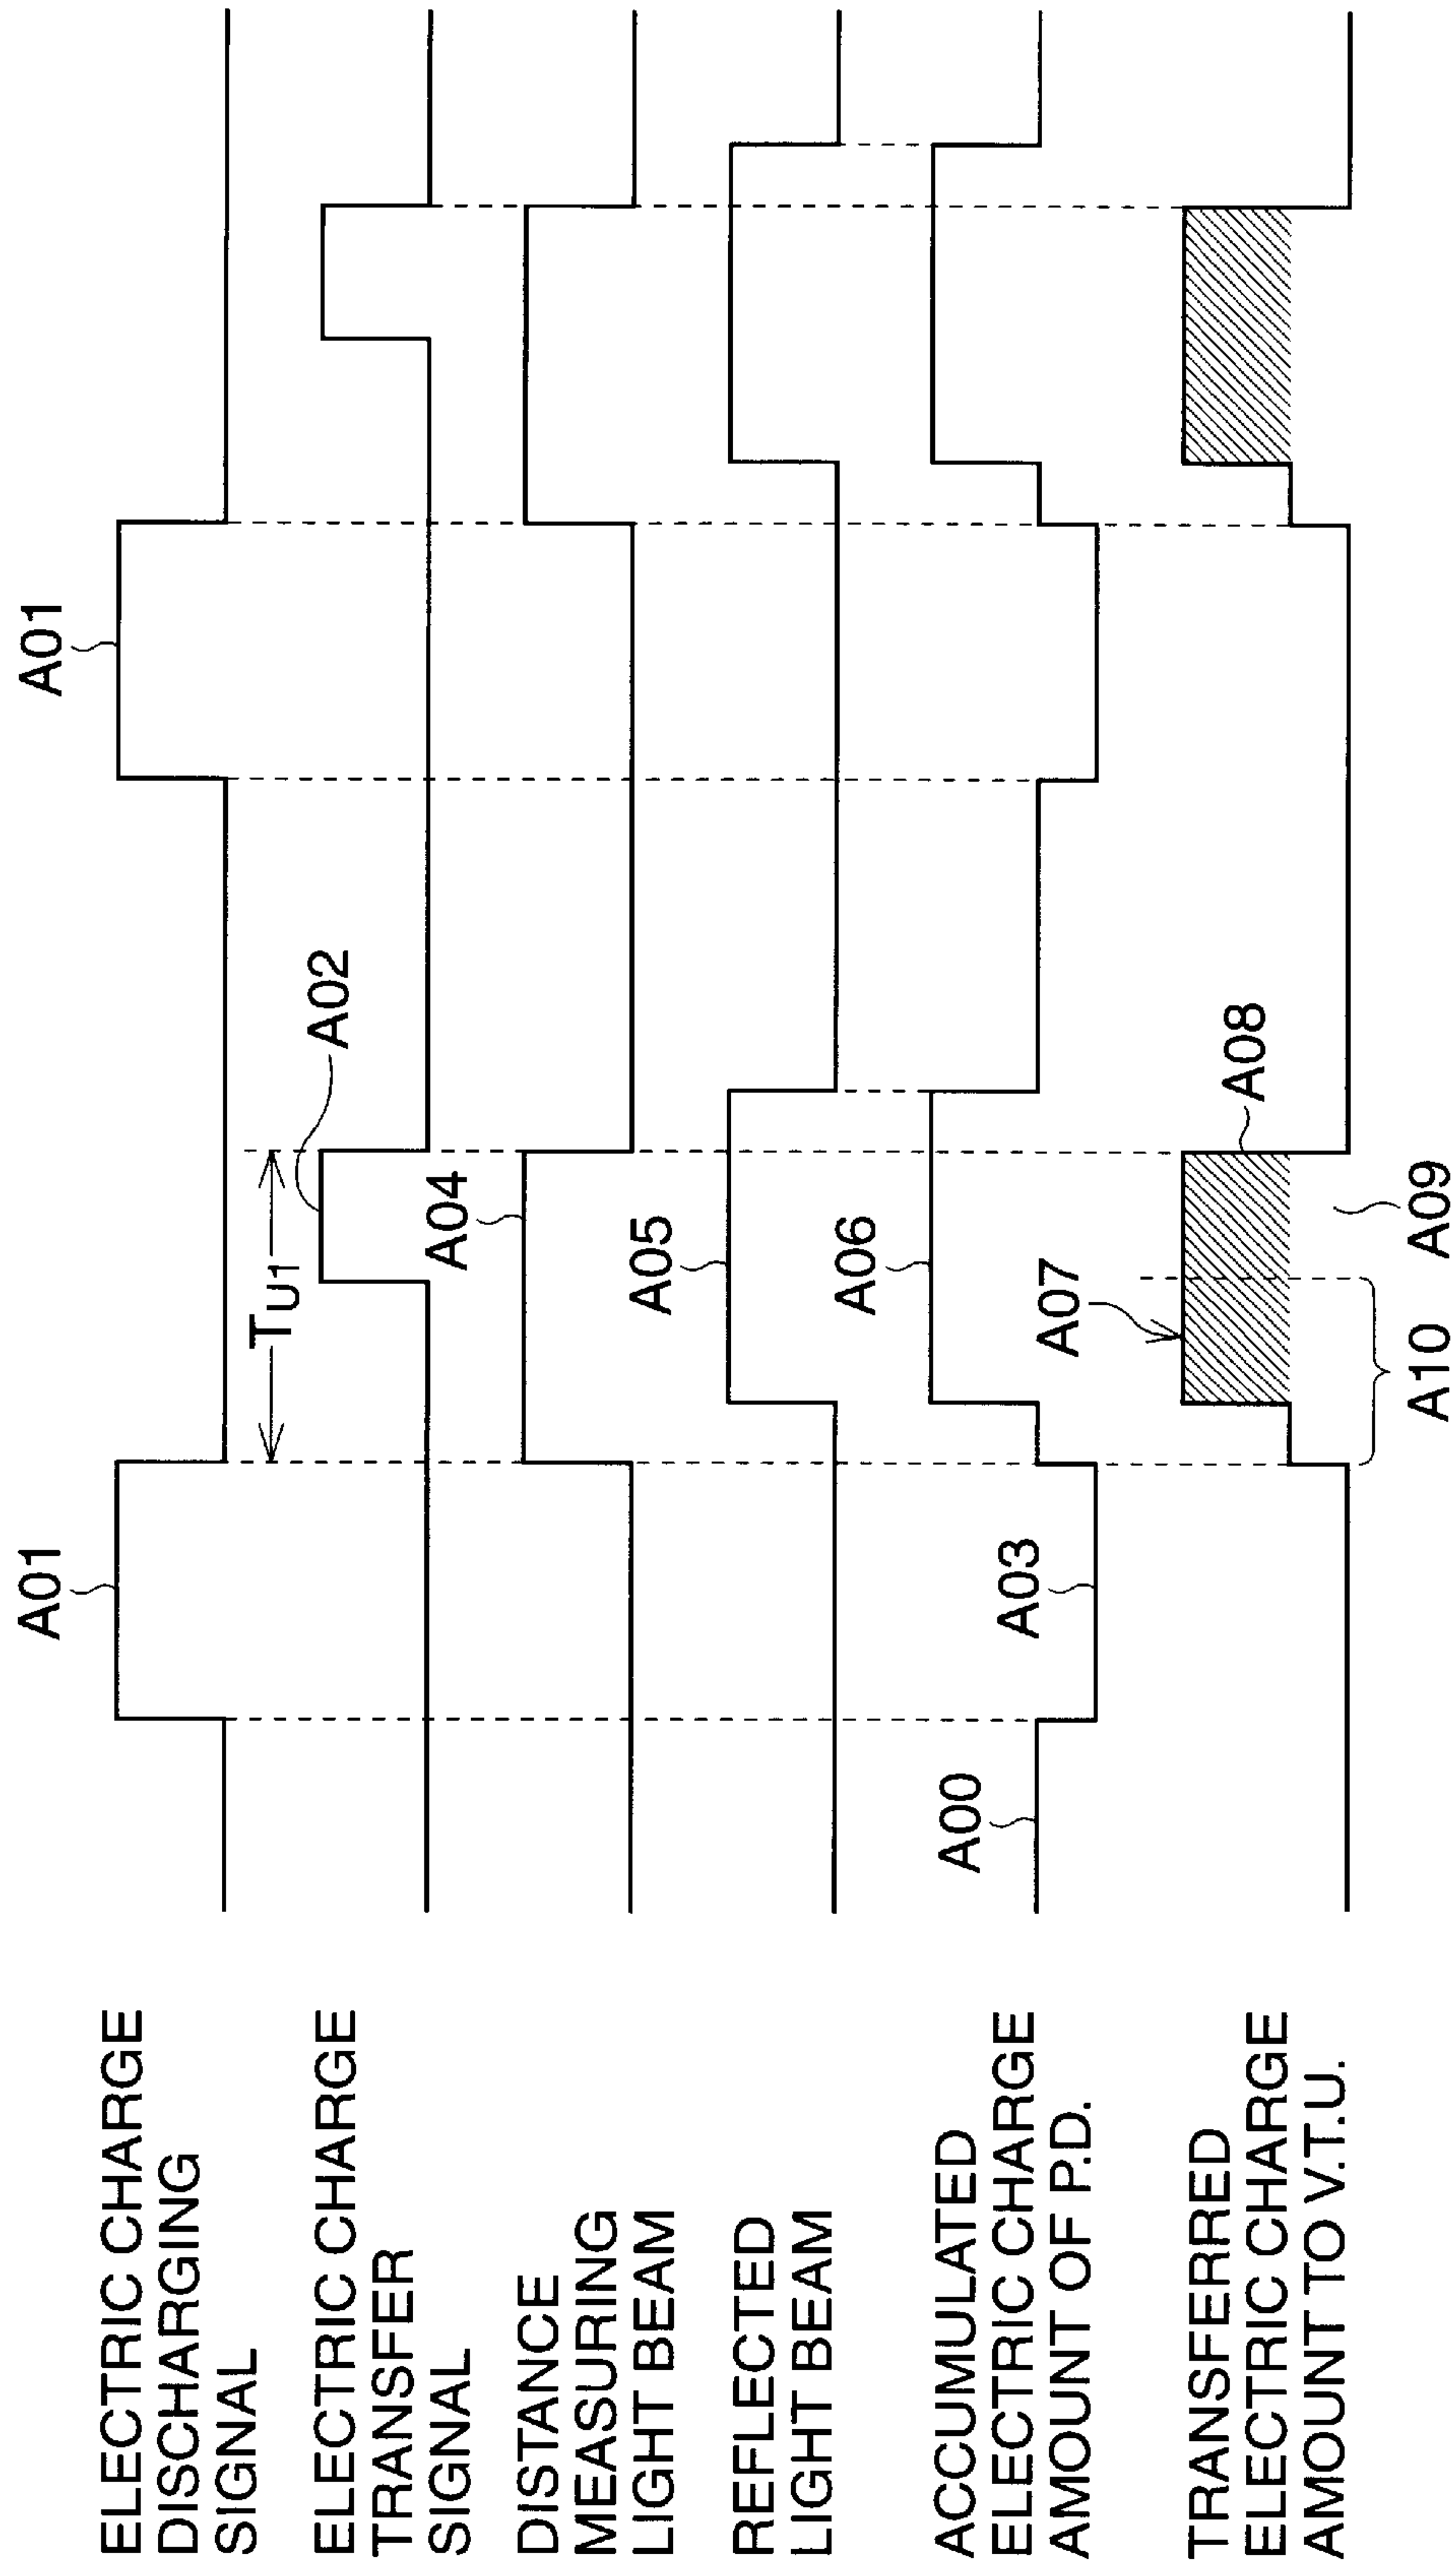 ELECTRIC CHARGE
DISCHARGING
SIGNAL
A01
A01
ELECTRIC CHARGE
TRANSFER
SIGNAL
TU1
A02
DISTANCE
MEASURING
LIGHT BEAM
A04
REFLECTED
LIGHT BEAM
A05
ACCUMULATED
ELECTRIC CHARGE
AMOUNT OF P.D.
A00
A03
A06
TRANSFERRED
ELECTRIC CHARGE
AMOUNT TO V.T.U.
A07
A08
A10
A09